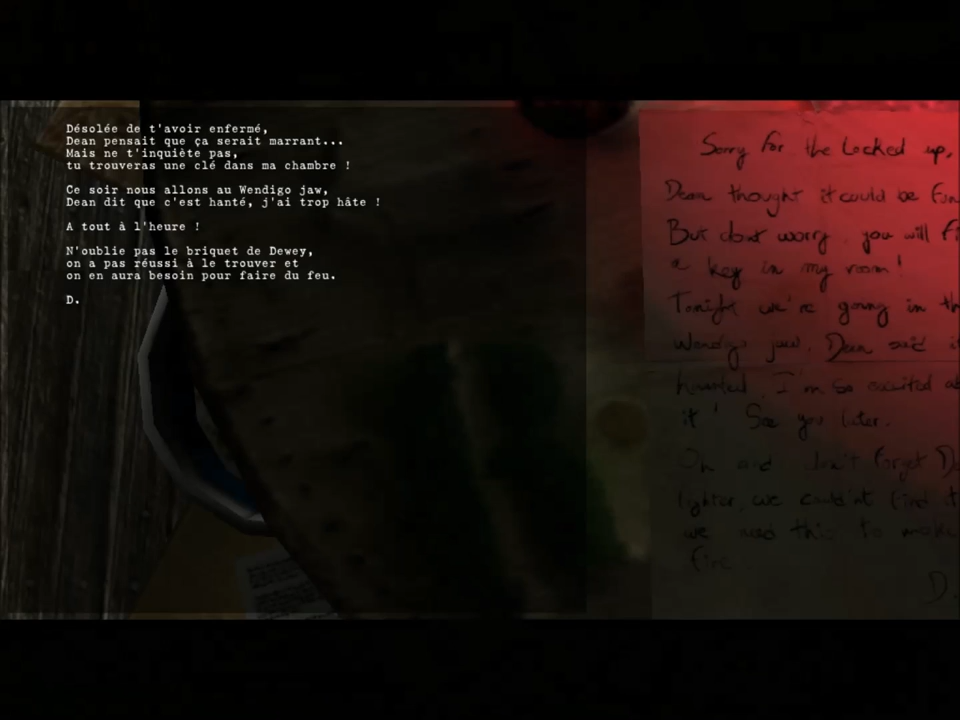 Désolée de t'avoir enfermé,
Dean pensait que ça serait marrant...
Mais ne t'inquiète pas,
tu trouveras une clé dans ma chambre !
Ce soir nous allons au Wendigo jaw,
Dean dit que c'est hanté, j'ai trop hâte !
A tout à l'heure !
N'oublie pas le briquet de Dewey,
on a pas réussi à le trouver et
on en aura besoin pour faire du feu.
D.
Sorry for the Locked up,
Dean thought it could be
But dont worry, you will
a key in my room!
Tonight we're going in
Wendigo jaw. Dean said
hunted, I'm so
it! See you later.
Oh and don't forget
lighter, we could'nt find
we need this to
fire
D.